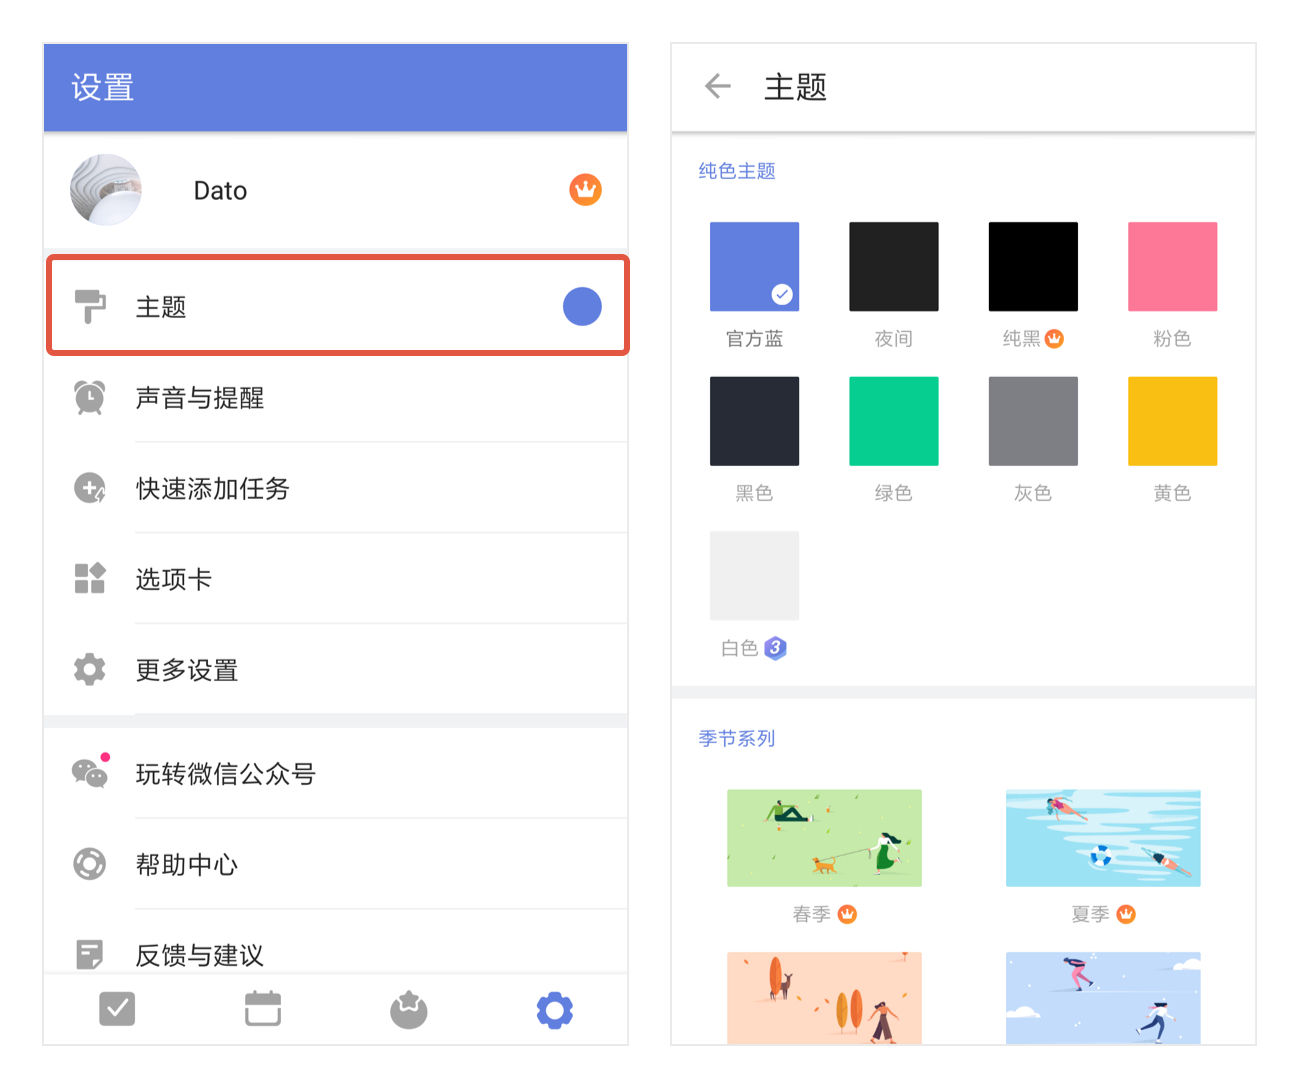 设置
Dato
主题
声音与提醒
快速添加任务
选项卡
更多设置
玩转微信公众号
帮助中心
反馈与建议
主题
纯色主题
官方蓝
夜间
纯黑
粉色
黑色
绿色
灰色
黄色
白色 3
季节系列
春季
夏季